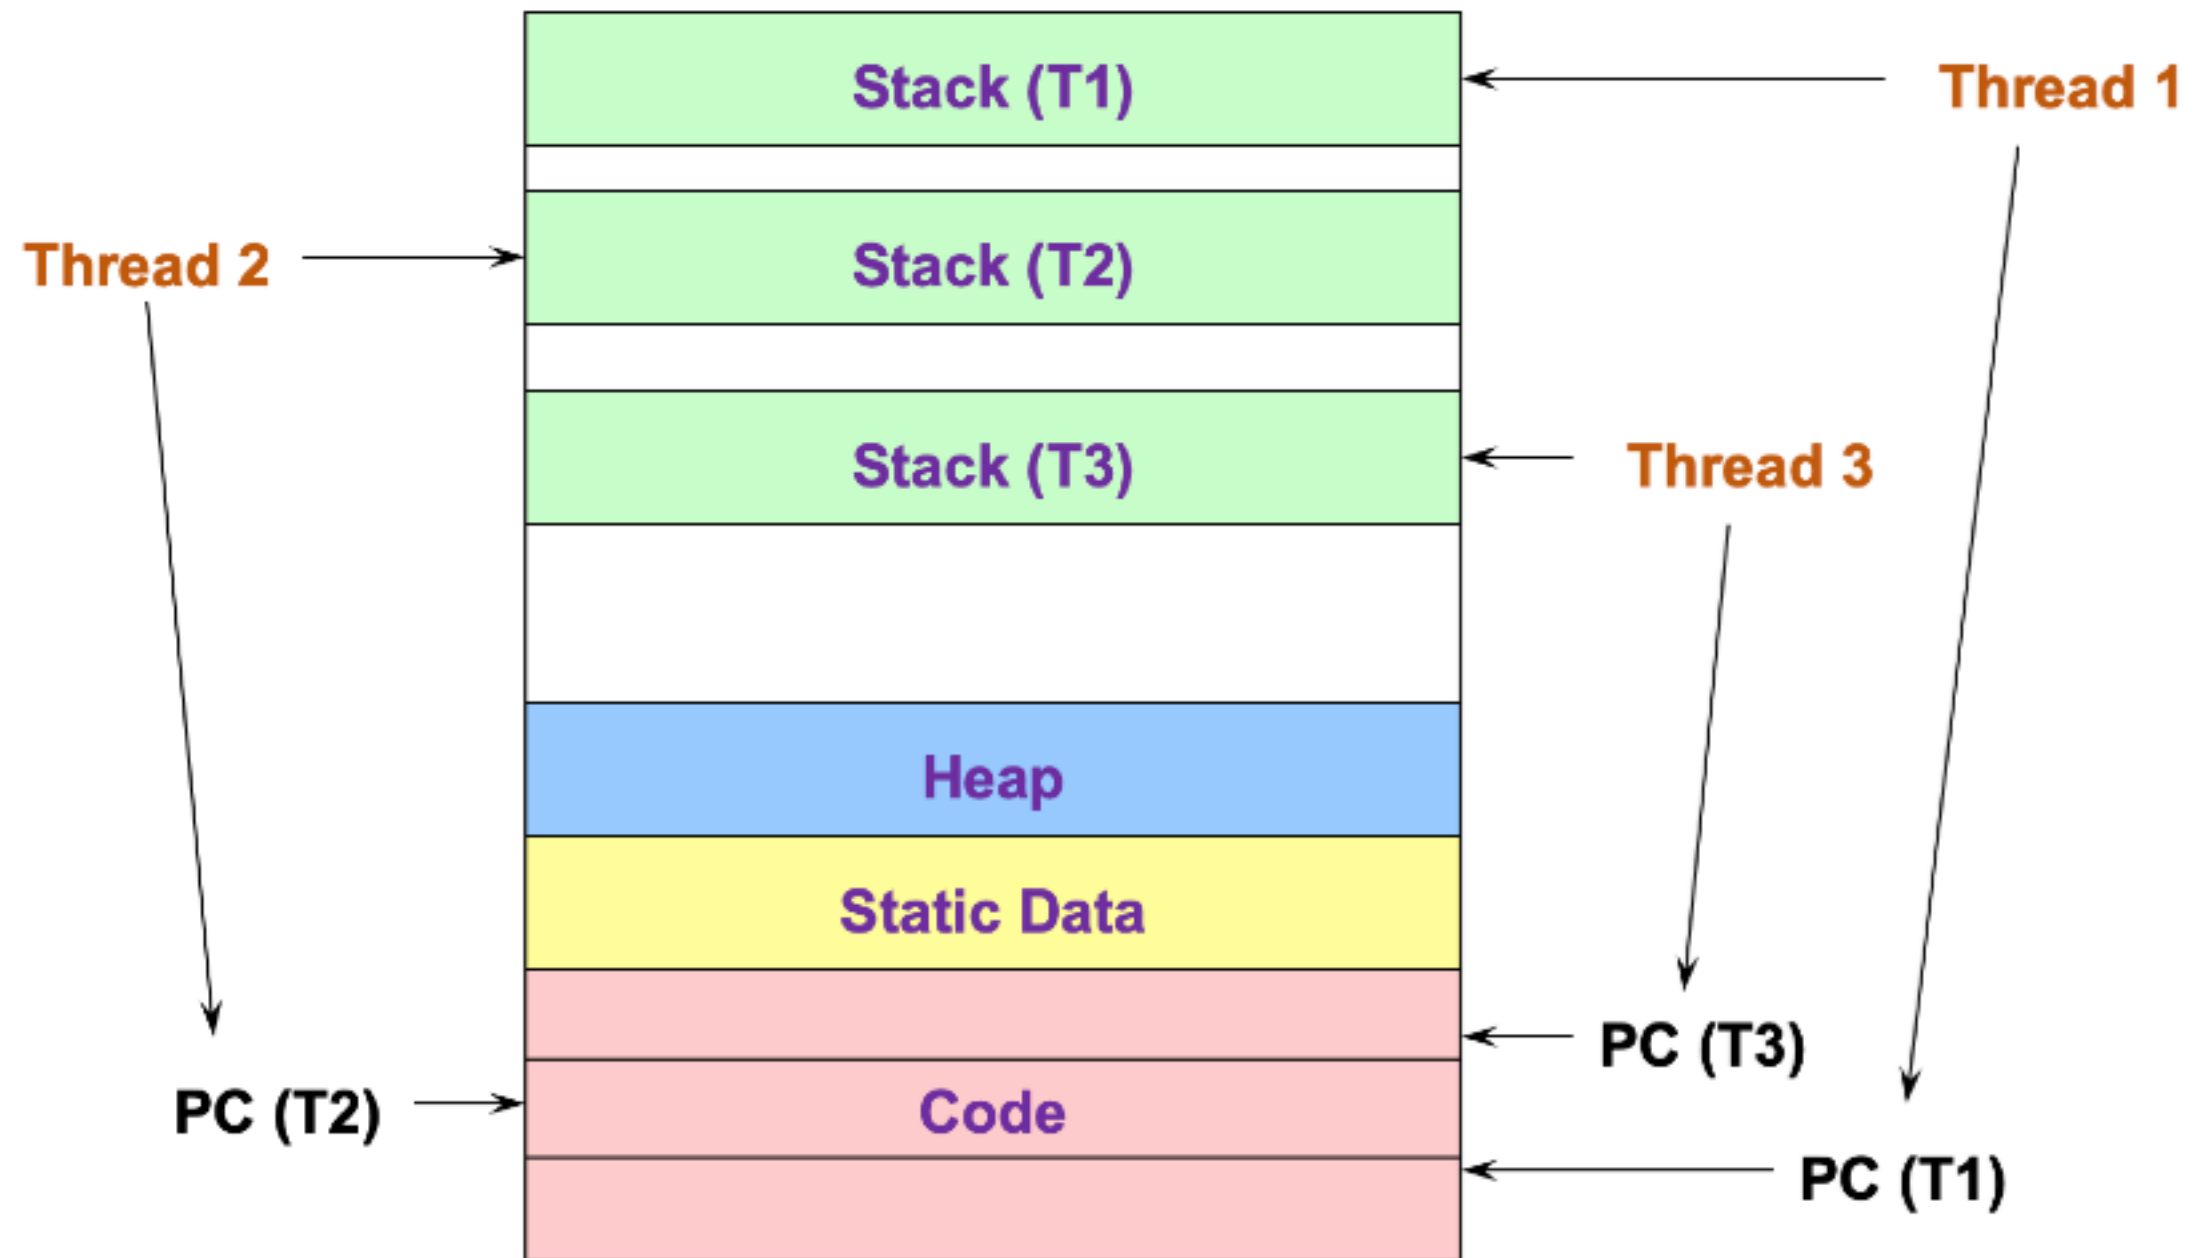 Stack (T1)
Thread 1
Thread 2
Stack (T2)
Stack (T3)
Thread 3
Heap
Static Data
PC (T3)
PC (T2)
Code
PC (T1)